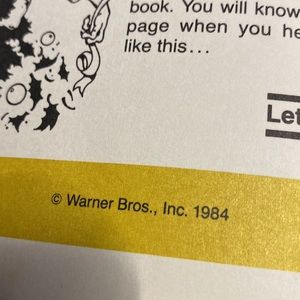 book. You will know
page when you he
like this...
Let
© Warner Bros., Inc. 1984